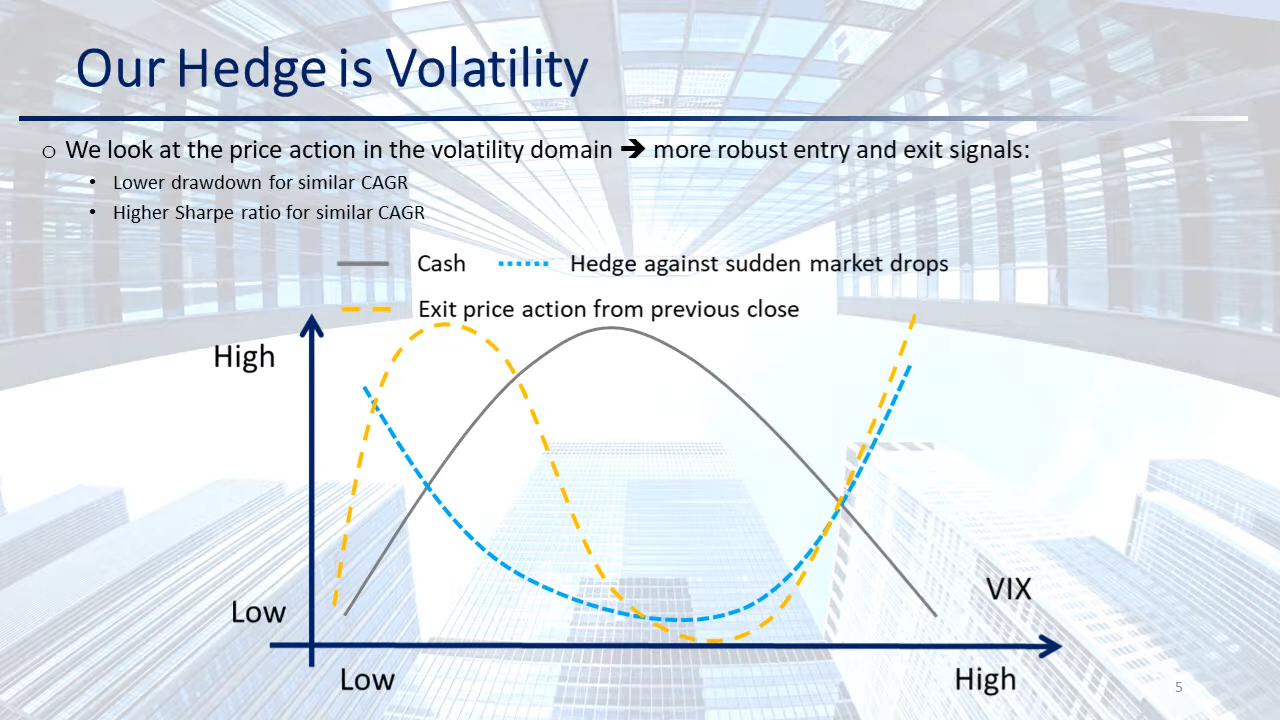 Our Hedge is Volatility
o We look at the price action in the volatility domain ➔ more robust entry and exit signals:
• Lower drawdown for similar CAGR
• Higher Sharpe ratio for similar CAGR
Cash
Hedge against sudden market drops
Exit price action from previous close
High
Low
VIX
Low
High
5